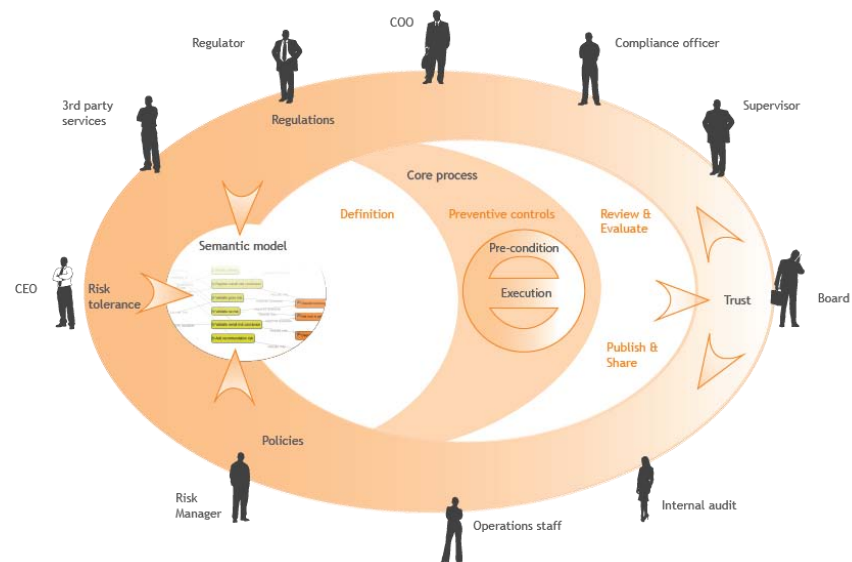 COO
Regulator
Compliance officer
3rd party
services
Supervisor
Regulations
Core process
Definition
Preventive controls
Review &
Evaluate
Semantic model
Pre-condition
CEO
Risk
tolerance
Execution
Trust
Board
Publish &
Share
Policies
Risk
Manager
Internal audit
Operations staff